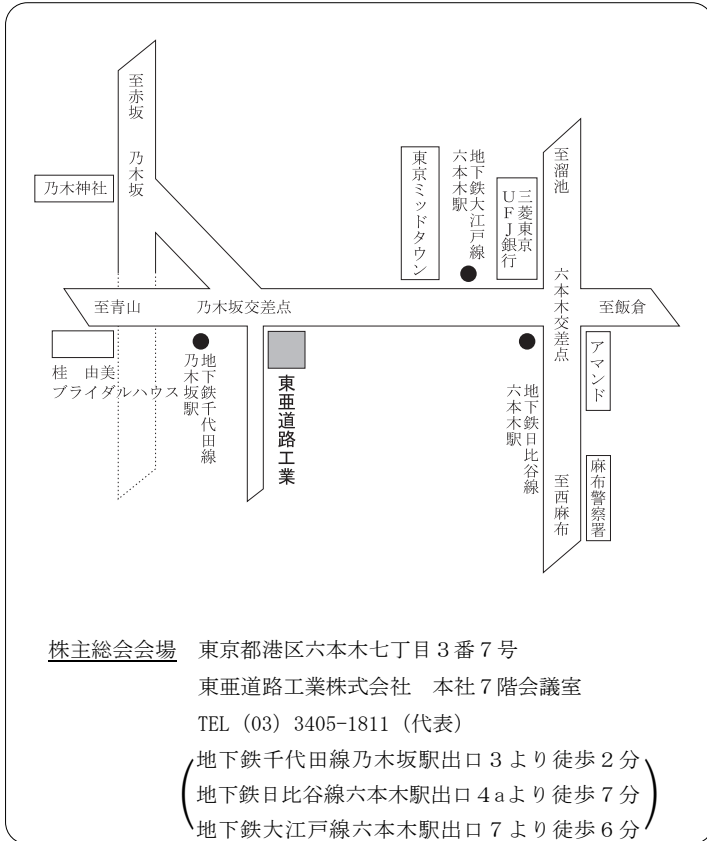 至赤坂
乃木坂
乃木神社
至青山
乃木坂交差点
桂　由美
ブライダルハウス
地下鉄千代田線
乃木坂駅
東亜道路工業
東京ミッドタウン
地下鉄大江戸線
六本木駅
三菱東京
ＵＦＪ銀行
至溜池
六本木交差点
至飯倉
地下鉄日比谷線
六本木駅
アマンド
至西麻布
麻布警察署
株主総会会場　東京都港区六本木七丁目３番７号
東亜道路工業株式会社　本社７階会議室
TEL（03）3405-1811（代表）
地下鉄千代田線乃木坂駅出口３より徒歩２分
地下鉄日比谷線六本木駅出口４aより徒歩７分
地下鉄大江戸線六本木駅出口７より徒歩６分